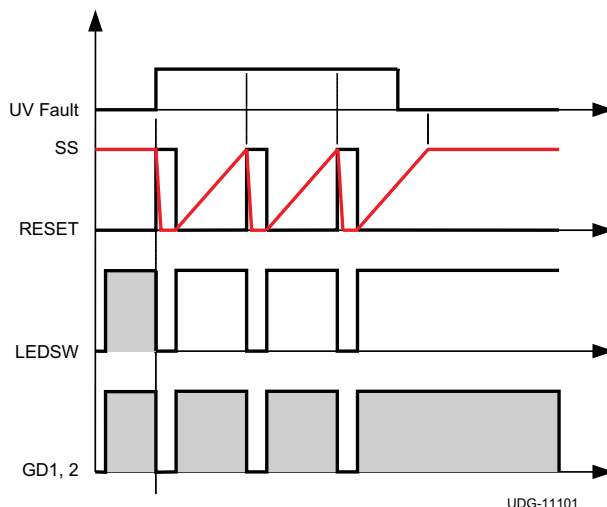 UV Fault
SS
RESET
LEDSW
GD1, 2
UDG-11101